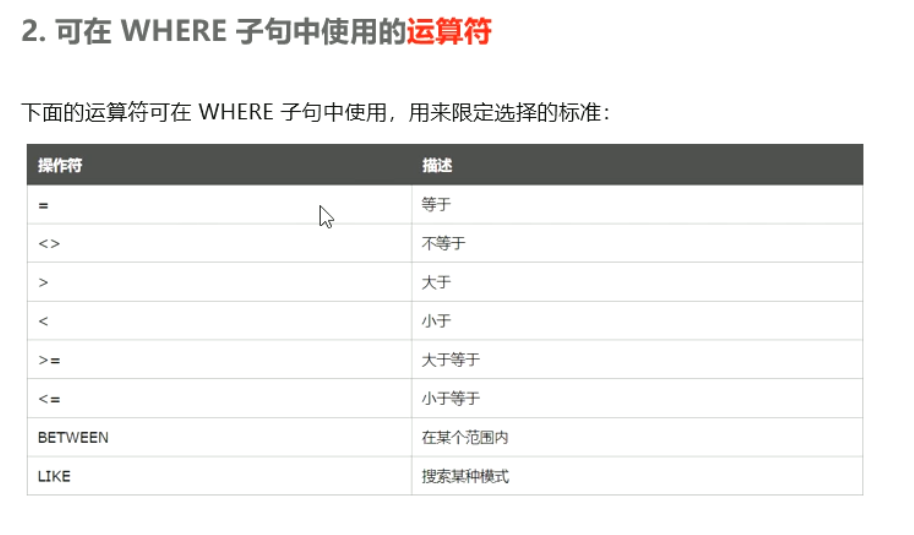 2. 可在 WHERE 子句中使用的运算符
下面的运算符可在 WHERE 子句中使用，用来限定选择的标准：
操作符 描述
= 等于
<> 不等于
> 大于
< 小于
>= 大于等于
<= 小于等于
BETWEEN 在某个范围内
LIKE 搜索某种模式